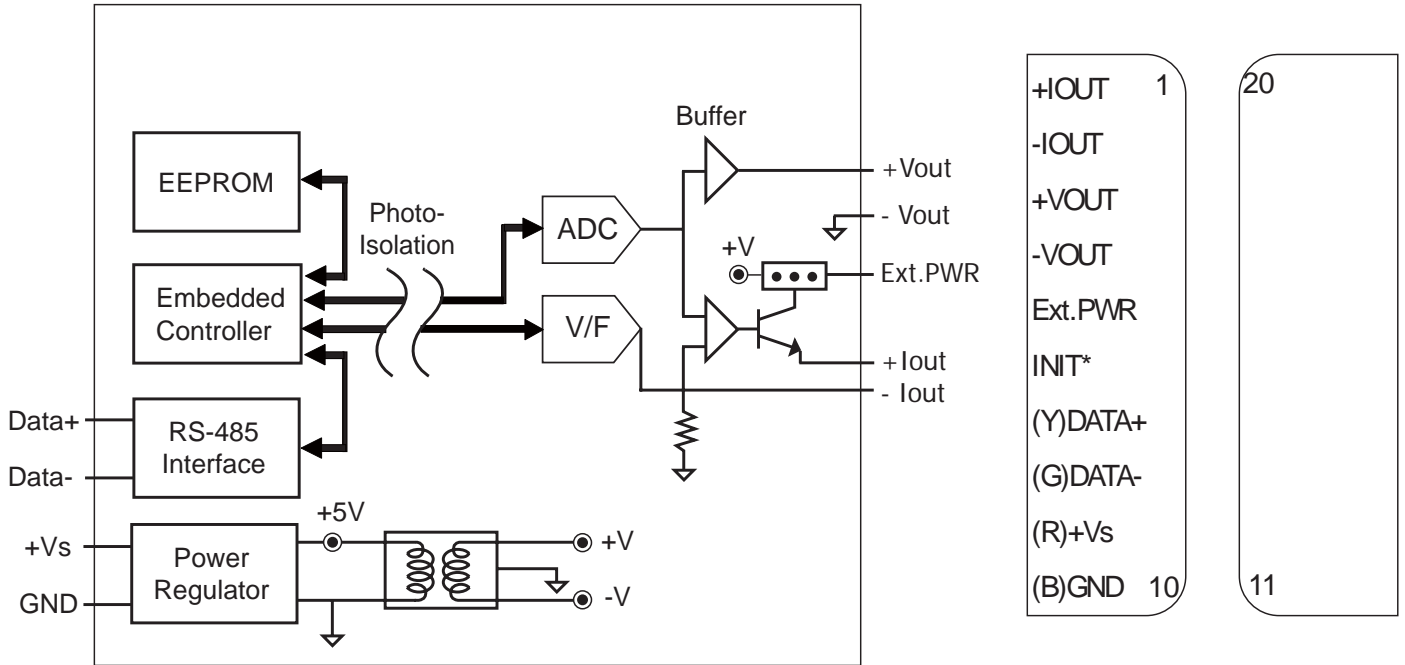 Buffer
EEPROM
Photo-
Isolation
ADC
+Vout
- Vout
+V
Ext.PWR
Embedded
Controller
V/F
+Iout
- Iout
Data+
Data-
RS-485
Interface
+5V
+Vs
GND
Power
Regulator
+V
-V
+IOUT 1
-IOUT
+VOUT
-VOUT
Ext.PWR
INIT*
(Y)DATA+
(G)DATA-
(R)+Vs
(B)GND 10
20
11